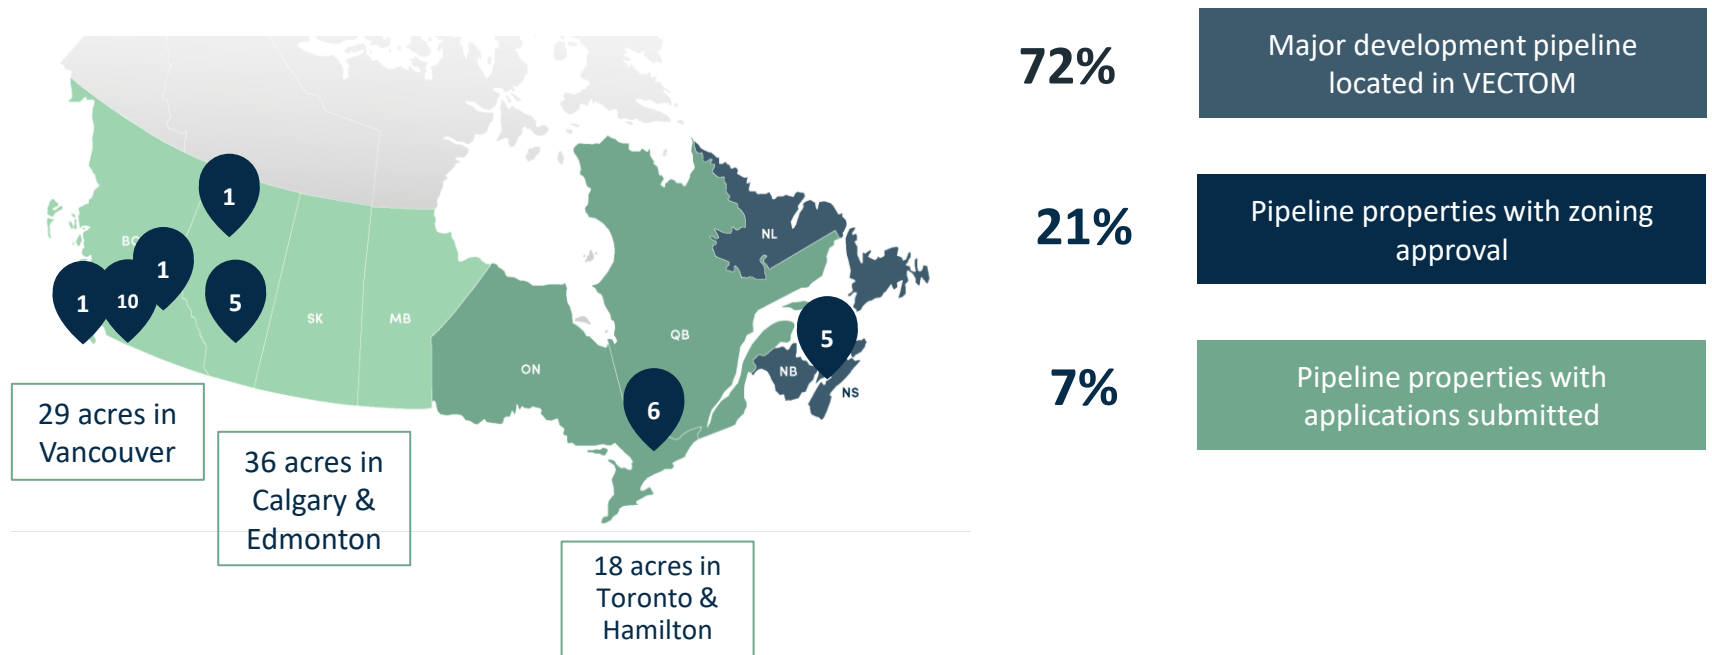 72%
Major development pipeline
located in VECTOM
21%
Pipeline properties with zoning
approval
7%
Pipeline properties with
applications submitted
1
BC
1
1
10
5
SK
MB
ON
QB
NL
NB
NS
5
6
29 acres in
Vancouver
36 acres in
Calgary &
Edmonton
18 acres in
Toronto &
Hamilton